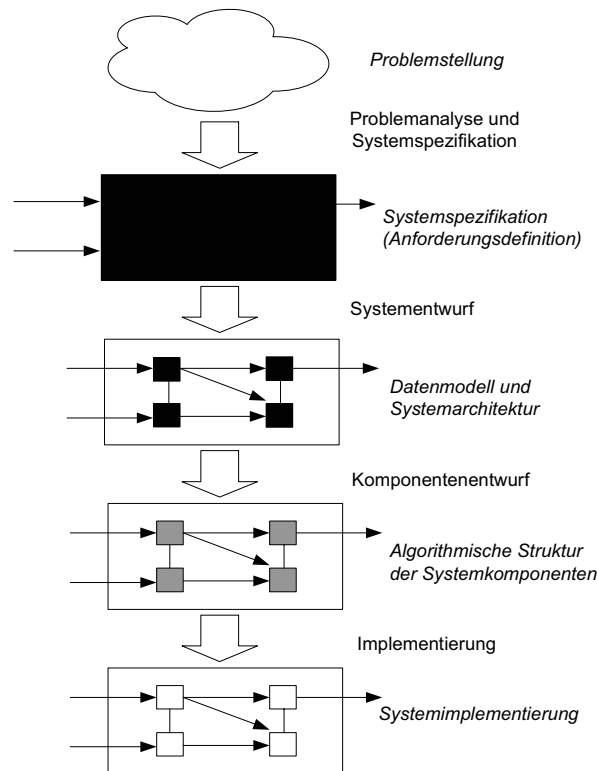 Problemstellung
Problemanalyse und
Systemspezifikation
Systemspezifikation
(Anforderungsdefinition)
Systementwurf
Datenmodell und
Systemarchitektur
Komponentenentwurf
Algorithmische Struktur
der Systemkomponenten
Implementierung
Systemimplementierung